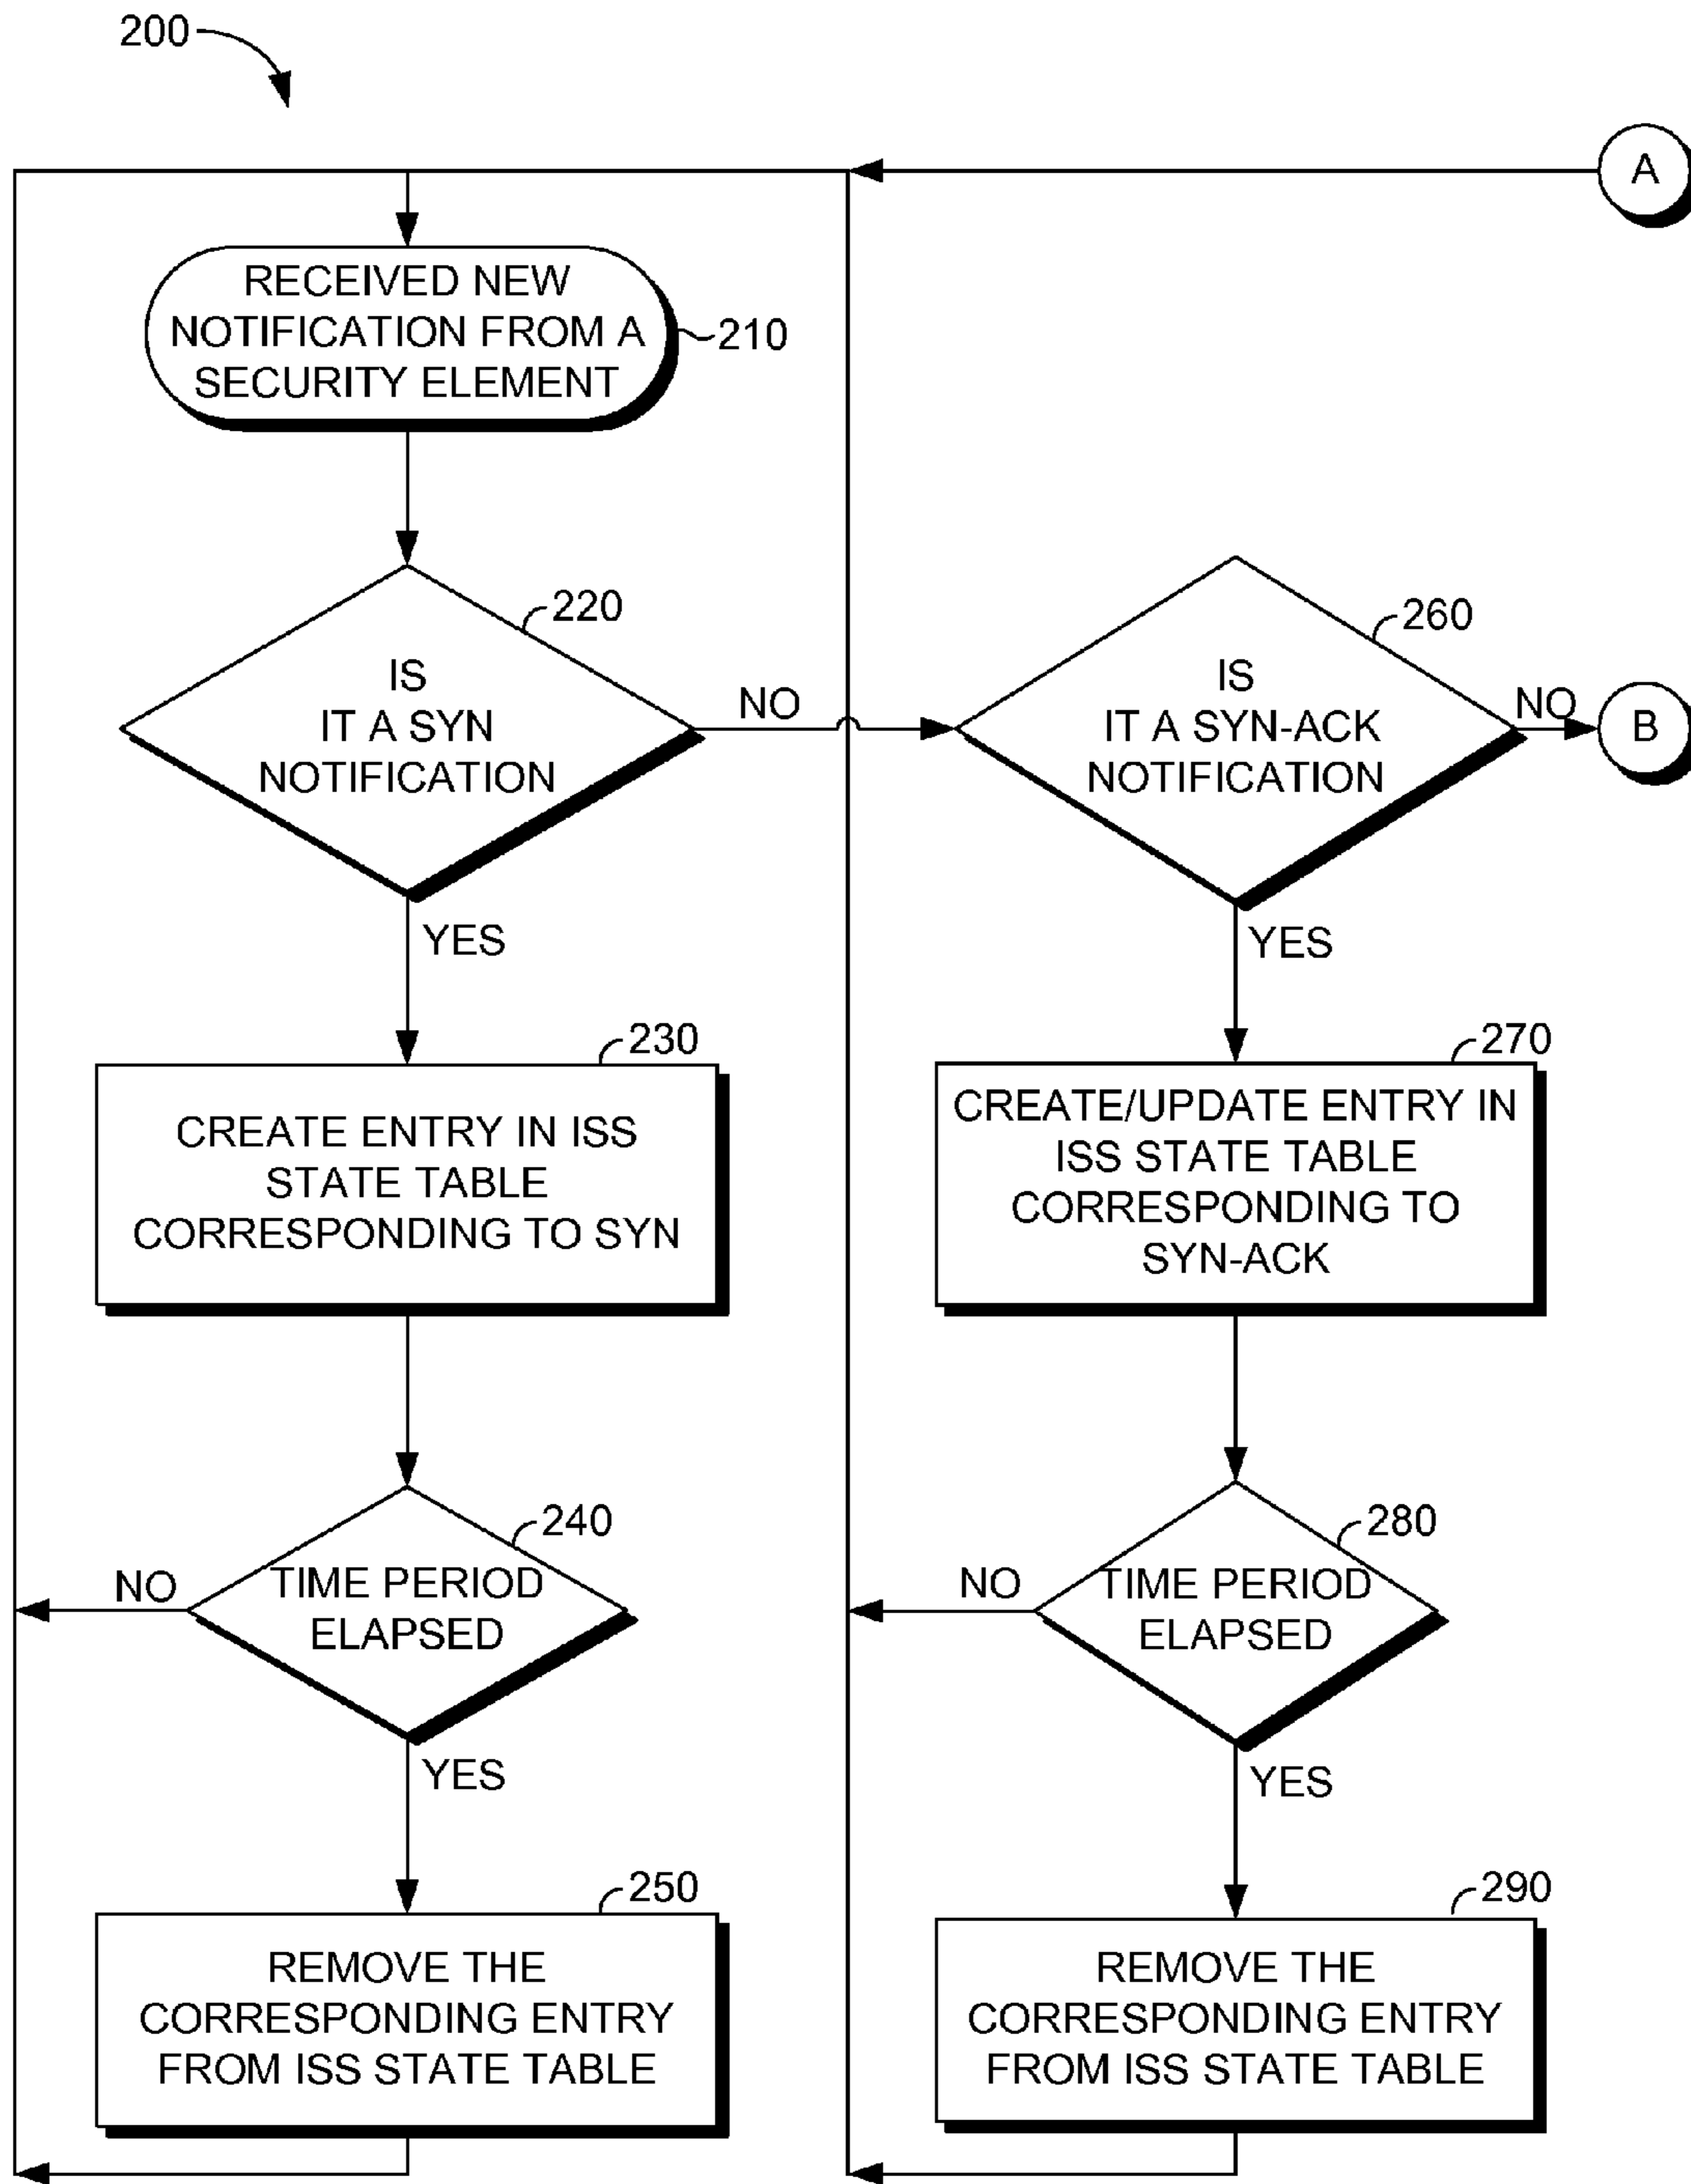 200
A
RECEIVED NEW
NOTIFICATION FROM A
SECURITY ELEMENT
210
220
IS
IT A SYN
NOTIFICATION
NO
YES
260
IS
IT A SYN-ACK
NOTIFICATION
NO
B
YES
230
CREATE ENTRY IN ISS
STATE TABLE
CORRESPONDING TO SYN
270
CREATE/UPDATE ENTRY IN
ISS STATE TABLE
CORRESPONDING TO
SYN-ACK
240
NO
TIME PERIOD
ELAPSED
YES
280
NO
TIME PERIOD
ELAPSED
YES
250
REMOVE THE
CORRESPONDING ENTRY
FROM ISS STATE TABLE
290
REMOVE THE
CORRESPONDING ENTRY
FROM ISS STATE TABLE